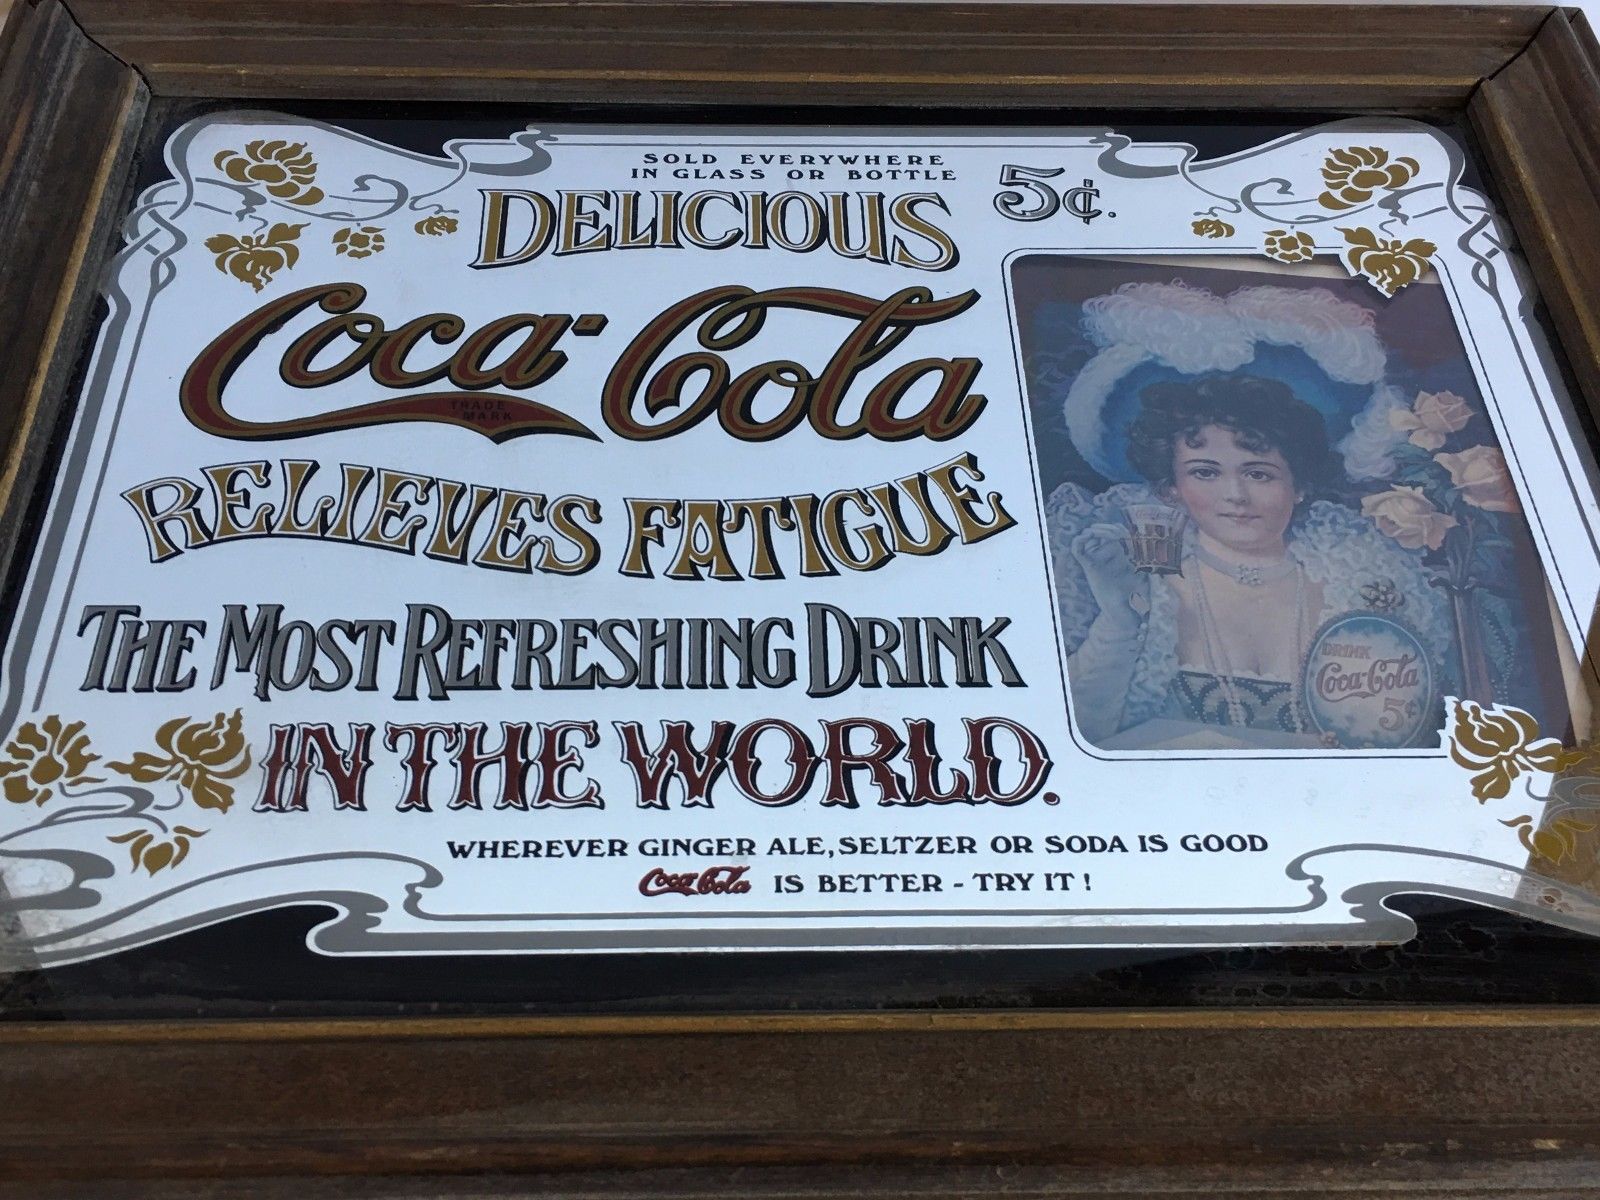 SOLD EVERYWHERE
IN GLASS OR BOTTLE
5¢.
DELICIOUS
Coca-Cola
TRADE
MARK
RELIEVES FATIGUE
THE MOST REFRESHING DRINK
IN THE WORLD.
DRINK
Coca-Cola
5¢
WHEREVER GINGER ALE, SELTZER OR SODA IS GOOD
Coca-Cola IS BETTER - TRY IT!